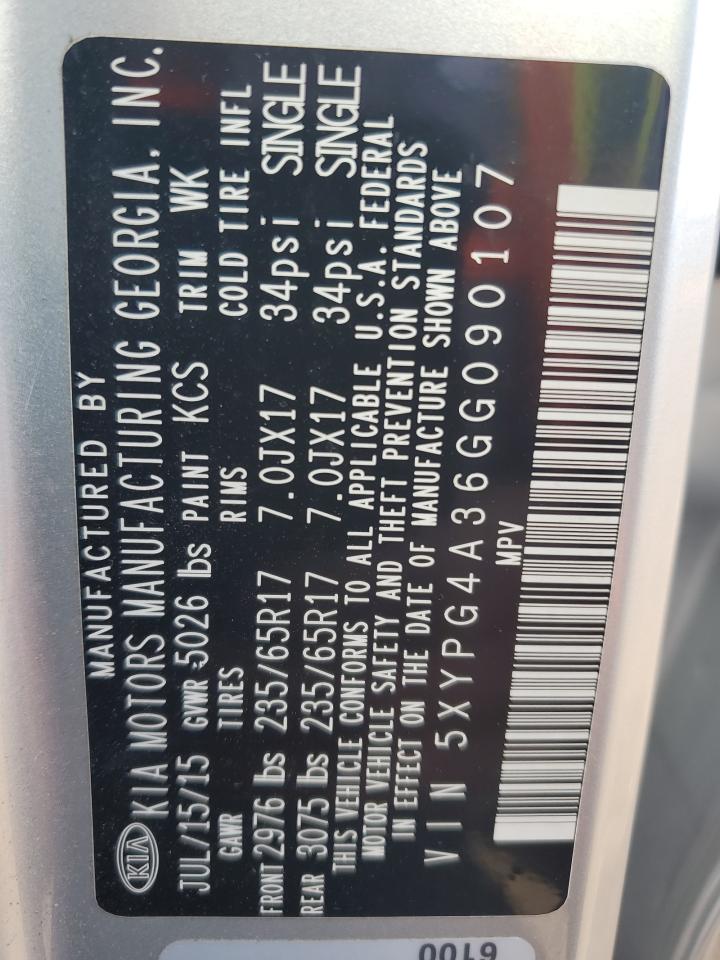 MANUFACTURED BY
KIA KIA MOTORS MANUFACTURING GEORGIA, INC.
JUL/15/15 GVWR:5026 lbs PAINT KCS TRIM WK
GAWR TIRES RIMS COLD TIRE INFL
FRONT 2976 lbs 235/65R17 7.0JX17 34psi SINGLE
REAR 3075 lbs 235/65R17 7.0JX17 34psi SINGLE
THIS VEHICLE CONFORMS TO ALL APPLICABLE U.S.A. FEDERAL
MOTOR VEHICLE SAFETY AND THEFT PREVENTION STANDARDS
IN EFFECT ON THE DATE OF MANUFACTURE SHOWN ABOVE
VIN 5XYPG4A36GG090107
MPV
6100